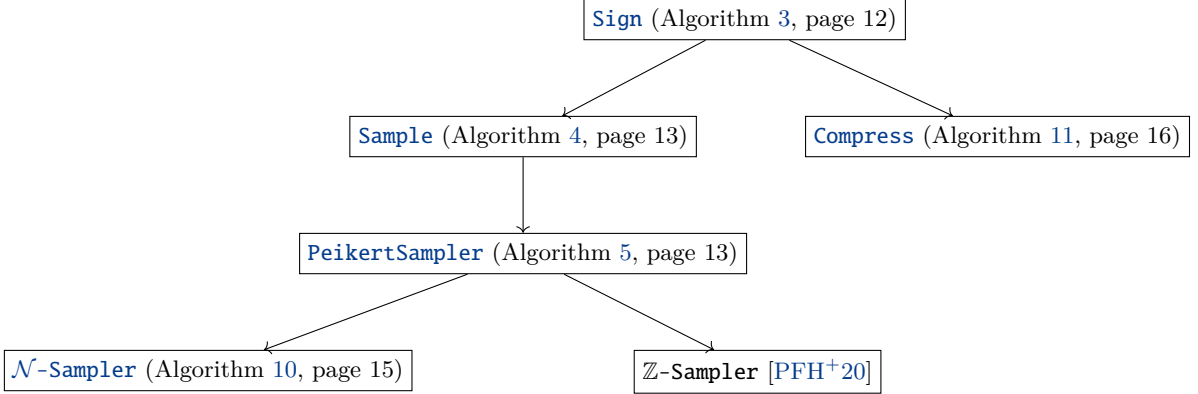 Sign (Algorithm 3, page 12)
Sample (Algorithm 4, page 13)
Compress (Algorithm 11, page 16)
PeikertSampler (Algorithm 5, page 13)
𝒩-Sampler (Algorithm 10, page 15)
ℤ-Sampler [PFH⁺20]